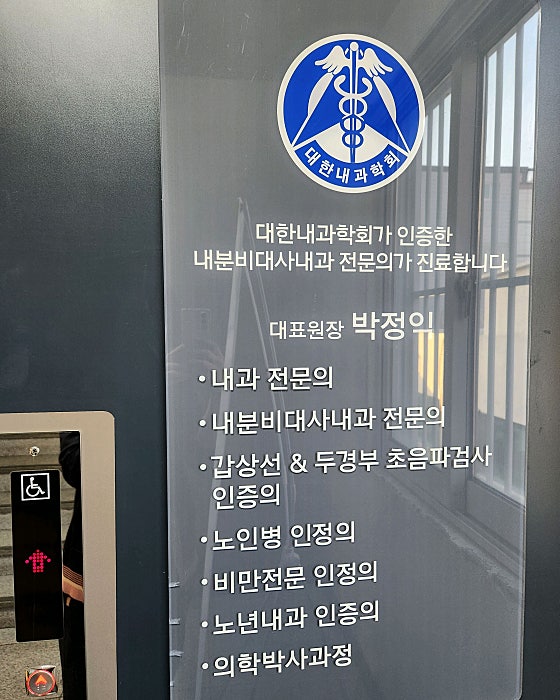 대한내과학회
대한내과학회가 인증한
내분비대사내과 전문의가 진료합니다
대표원장 박정익
•내과 전문의
•내분비대사내과 전문의
•갑상선 & 두경부 초음파검사
인증의
•노인병 인정의
•비만전문 인정의
•노년내과 인증의
•의학박사과정